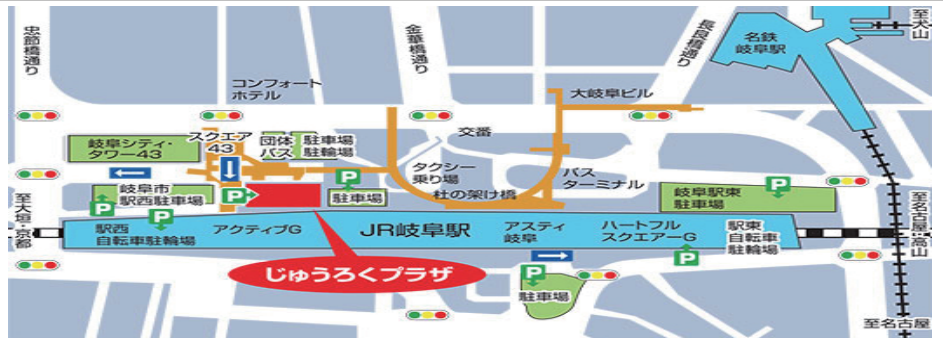 忠節橋通り
金華橋通り
長良橋通り
名鉄
岐阜駅
至犬山
コンフォート
ホテル
大岐阜ビル
岐阜シティ・
タワー43
スクエア
43
団体
バス
駐車場
駐輪場
交番
タクシー
乗り場
バス
ターミナル
杜の架け橋
岐阜市
駅西駐車場
P
P
P
駐車場
P
岐阜駅東
駐車場
P
至大垣・京都
駅西
自転車駐輪場
P
アクティブG
JR岐阜駅
アスティ
岐阜
ハートフル
スクエアーG
駅東
自転車
駐輪場
P
至名古屋・高山
じゅうろくプラザ
P
駐車場
至名古屋